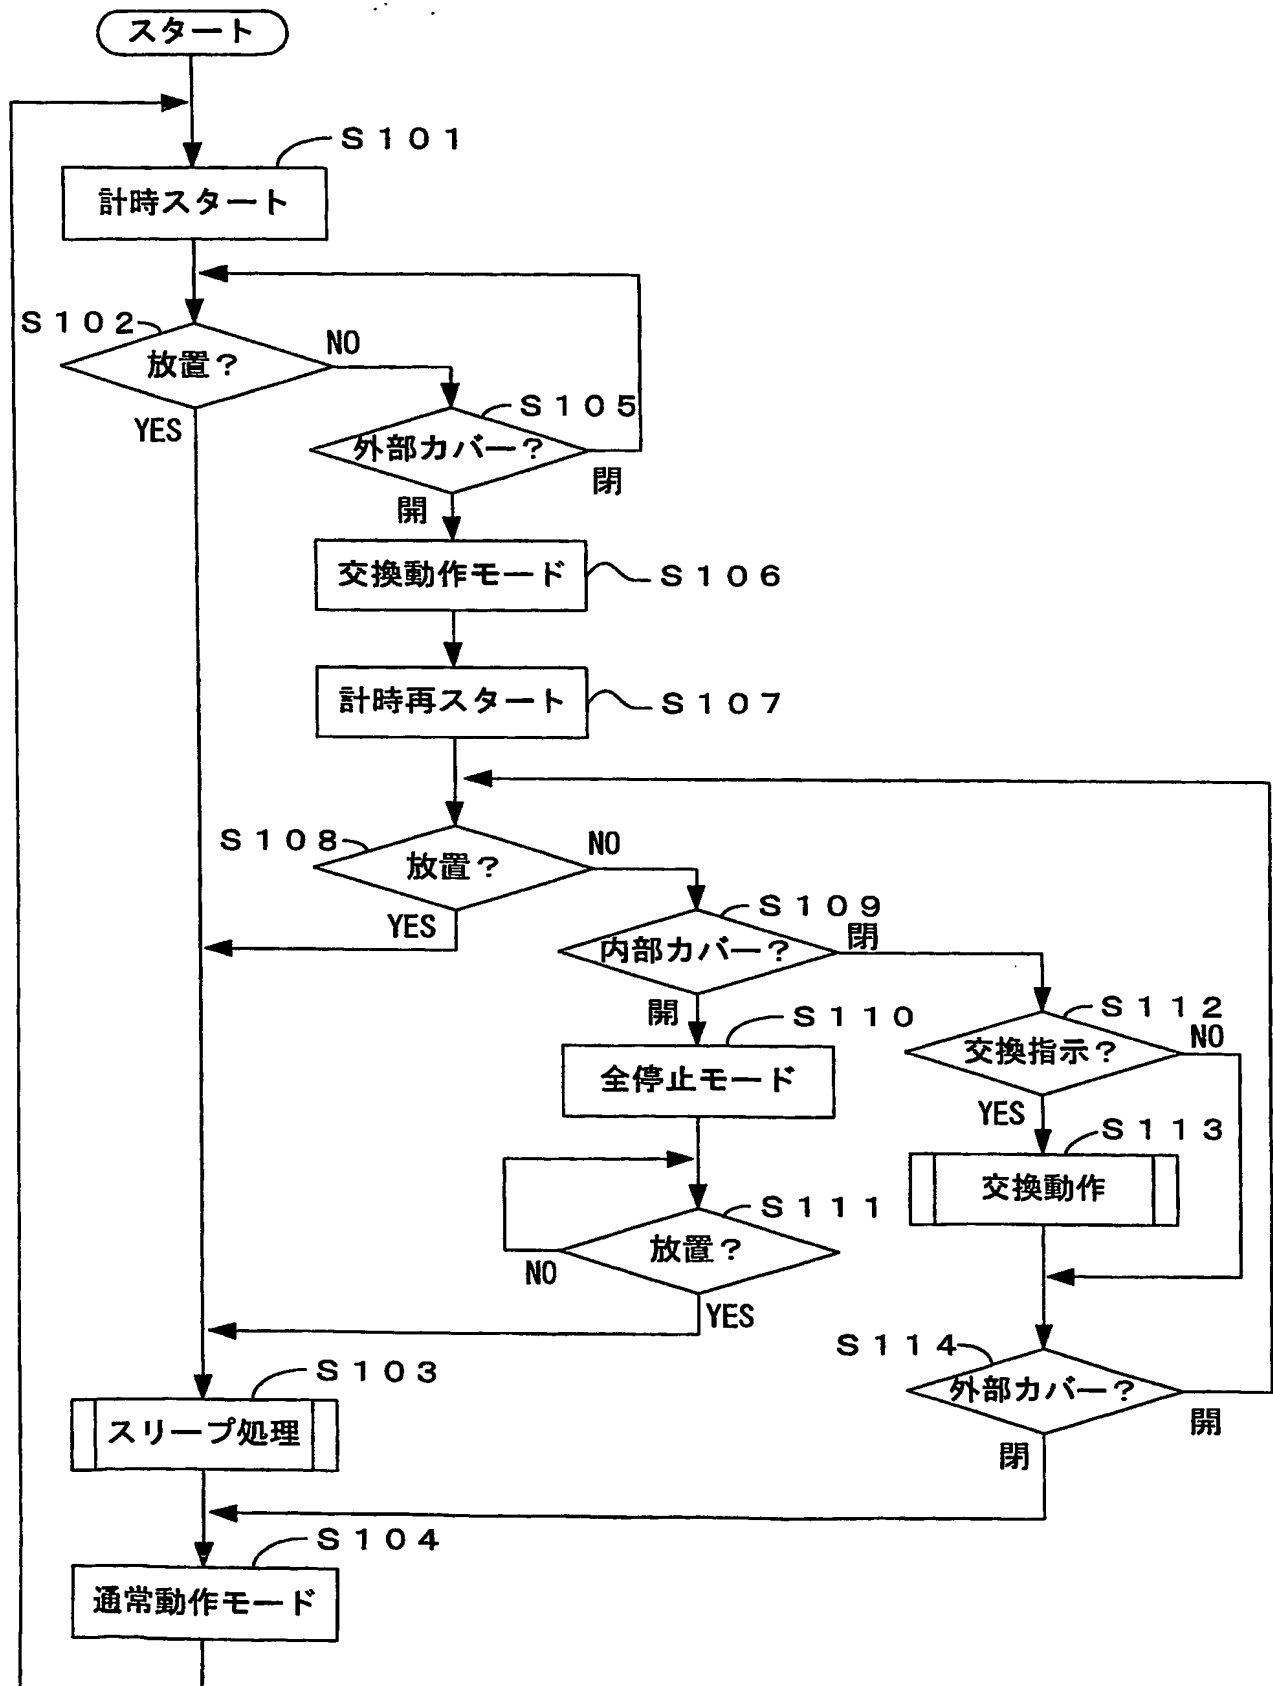 スタート
S101
計時スタート
S102
放置?
NO
YES
S105
外部カバー?
閉
開
交換動作モード
S106
計時再スタート
S107
S108
放置?
NO
YES
S109
内部カバー?
閉
開
S110
全停止モード
S112
交換指示?
NO
YES
S113
交換動作
S111
放置?
NO
YES
S114
外部カバー?
開
閉
S103
スリープ処理
S104
通常動作モード